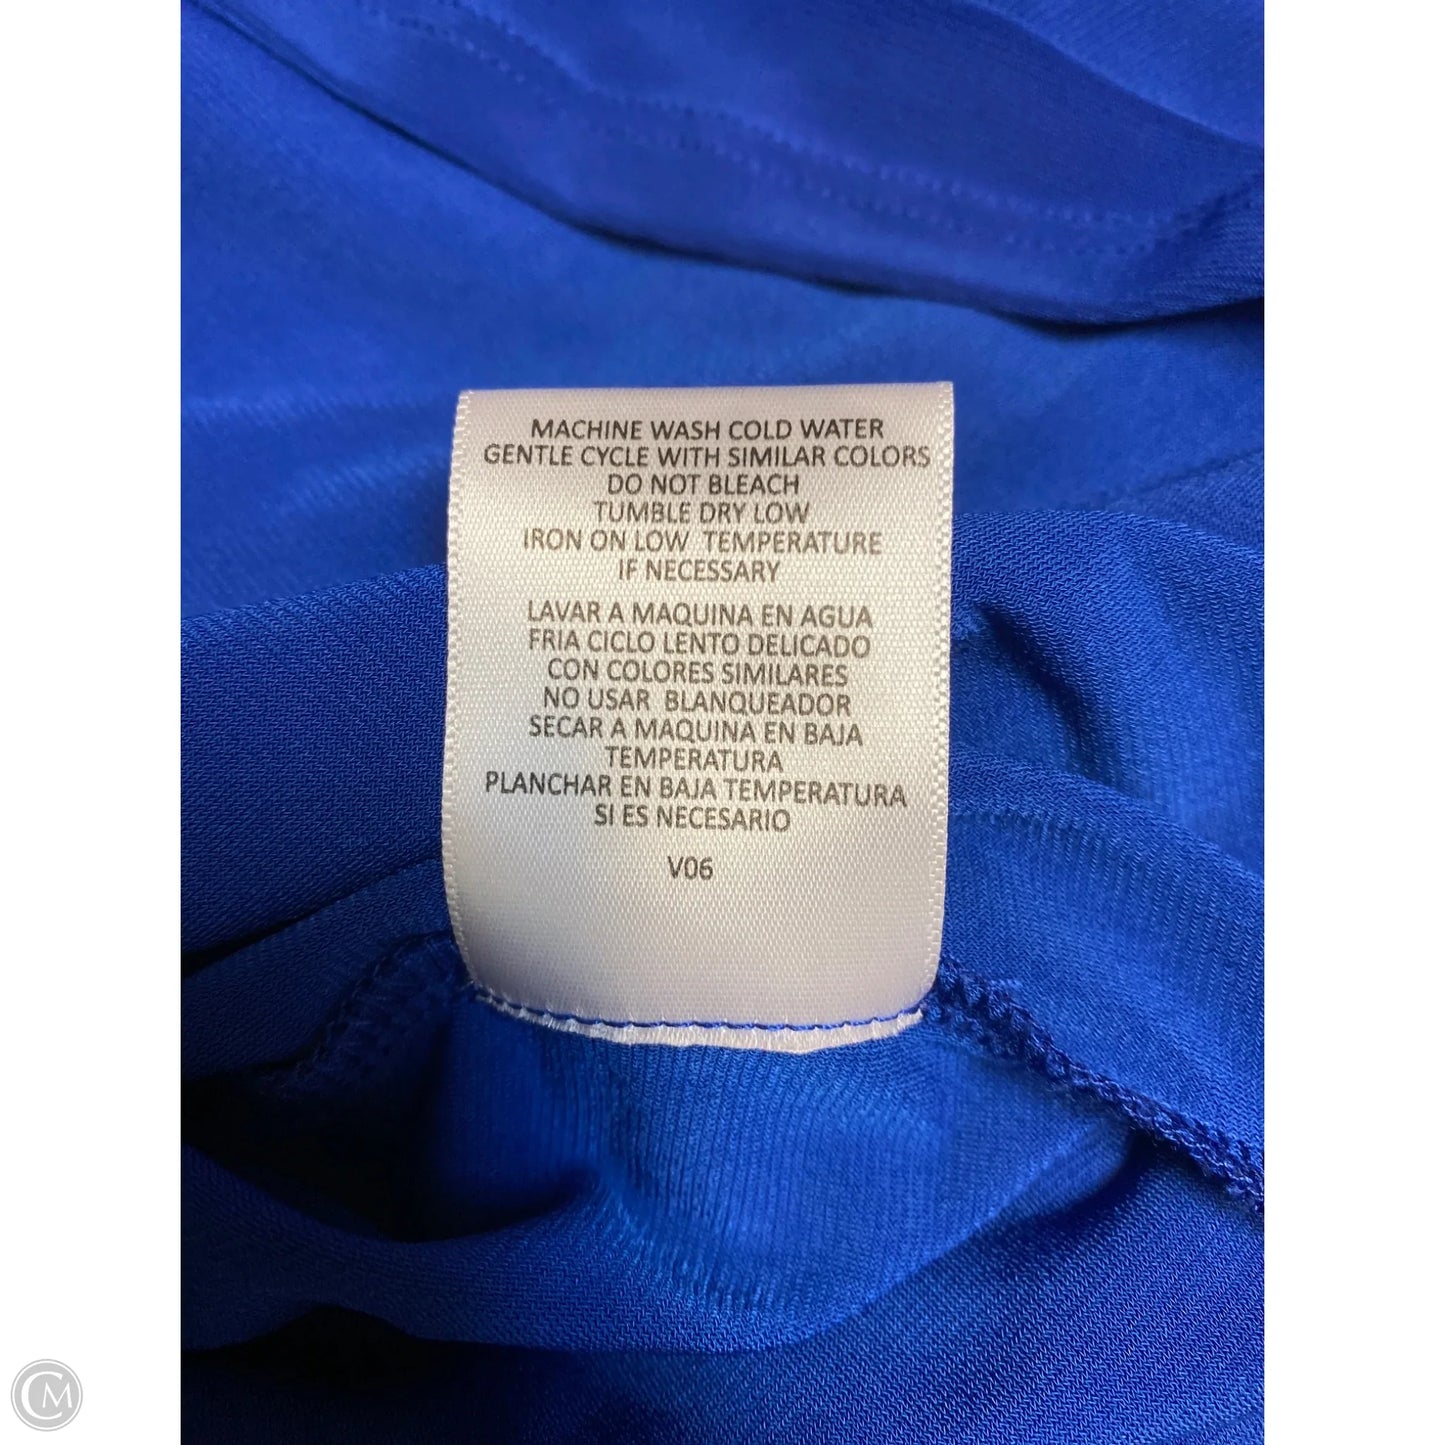 MACHINE WASH COLD WATER
GENTLE CYCLE WITH SIMILAR COLORS
DO NOT BLEACH
TUMBLE DRY LOW
IRON ON LOW TEMPERATURE
IF NECESSARY
LAVAR A MAQUINA EN AGUA
FRIA CICLO LENTO DELICADO
CON COLORES SIMILARES
NO USAR BLANQUEADOR
SECAR A MAQUINA EN BAJA
TEMPERATURA
PLANCHAR EN BAJA TEMPERATURA
SI ES NECESARIO
V06
CM